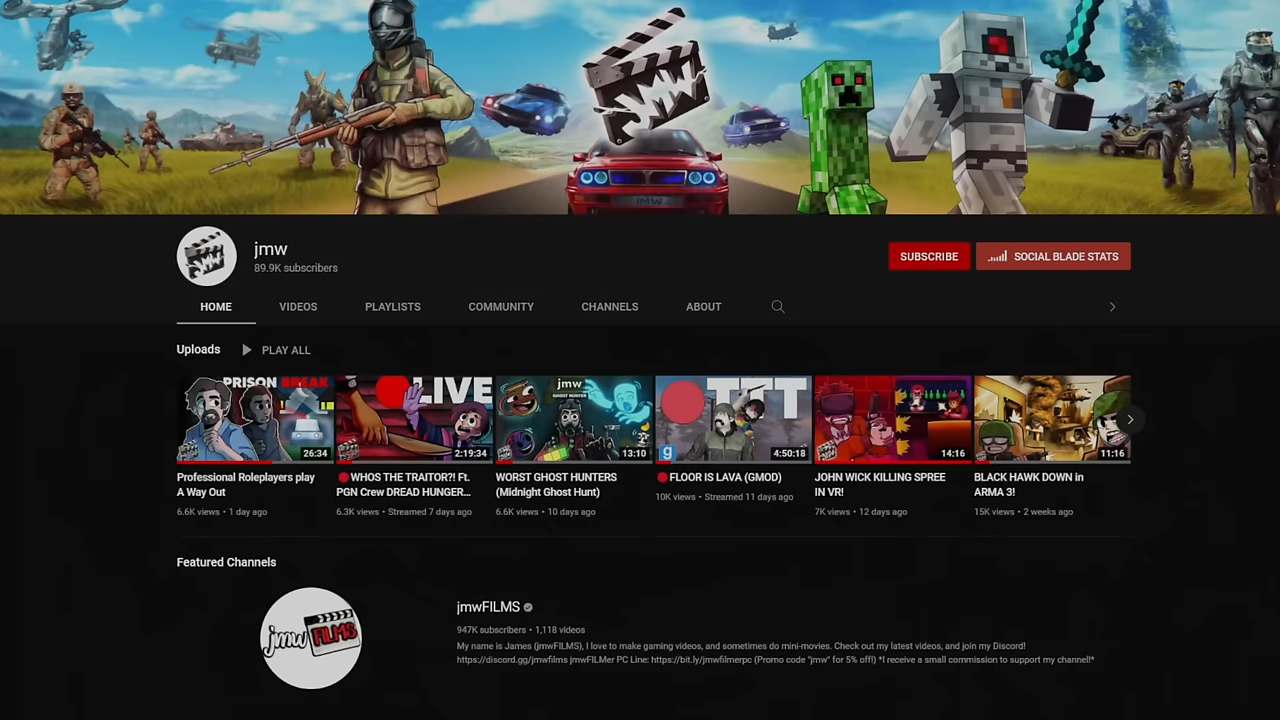 jmw
JMW
jmw
89.9K subscribers
SUBSCRIBE
SOCIAL BLADE STATS
HOME
VIDEOS
PLAYLISTS
COMMUNITY
CHANNELS
ABOUT
Uploads
PLAY ALL
PRISON BREAK
26:34
LIVE
2:19:34
jmw
GHOST HUNTER
13:10
TTT
g
4:50:18
14:16
11:16
Professional Roleplayers play
A Way Out
6.6K views • 1 day ago
WHOS THE TRAITOR?! Ft.
PGN Crew DREAD HUNGER...
6.3K views • Streamed 7 days ago
WORST GHOST HUNTERS
(Midnight Ghost Hunt)
6.6K views • 10 days ago
FLOOR IS LAVA (GMOD)
10K views • Streamed 11 days ago
JOHN WICK KILLING SPREE
IN VR!
7K views • 12 days ago
BLACK HAWK DOWN in
ARMA 3!
15K views • 2 weeks ago
Featured Channels
jmw FILMS
jmwFILMS
947K subscribers • 1,118 videos
My name is James (jmwFILMS), I love to make gaming videos, and sometimes do mini-movies. Check out my latest videos, and join my Discord!
https://discord.gg/jmwfilms jmwFILMer PC Line: https://bit.ly/jmwfilmerpc (Promo code "jmw" for 5% off!) *I receive a small commission to support my channel!*